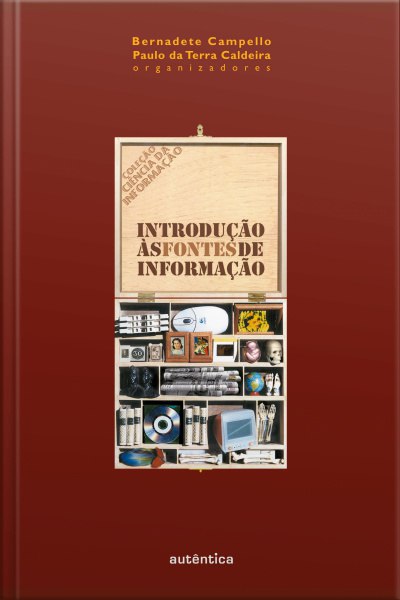 Bernadete Campello
Paulo da Terra Caldeira
organizadores
COLEÇÃO
CIÊNCIA DA
INFORMAÇÃO
INTRODUÇÃO
ÀS FONTES DE
INFORMAÇÃO
autêntica